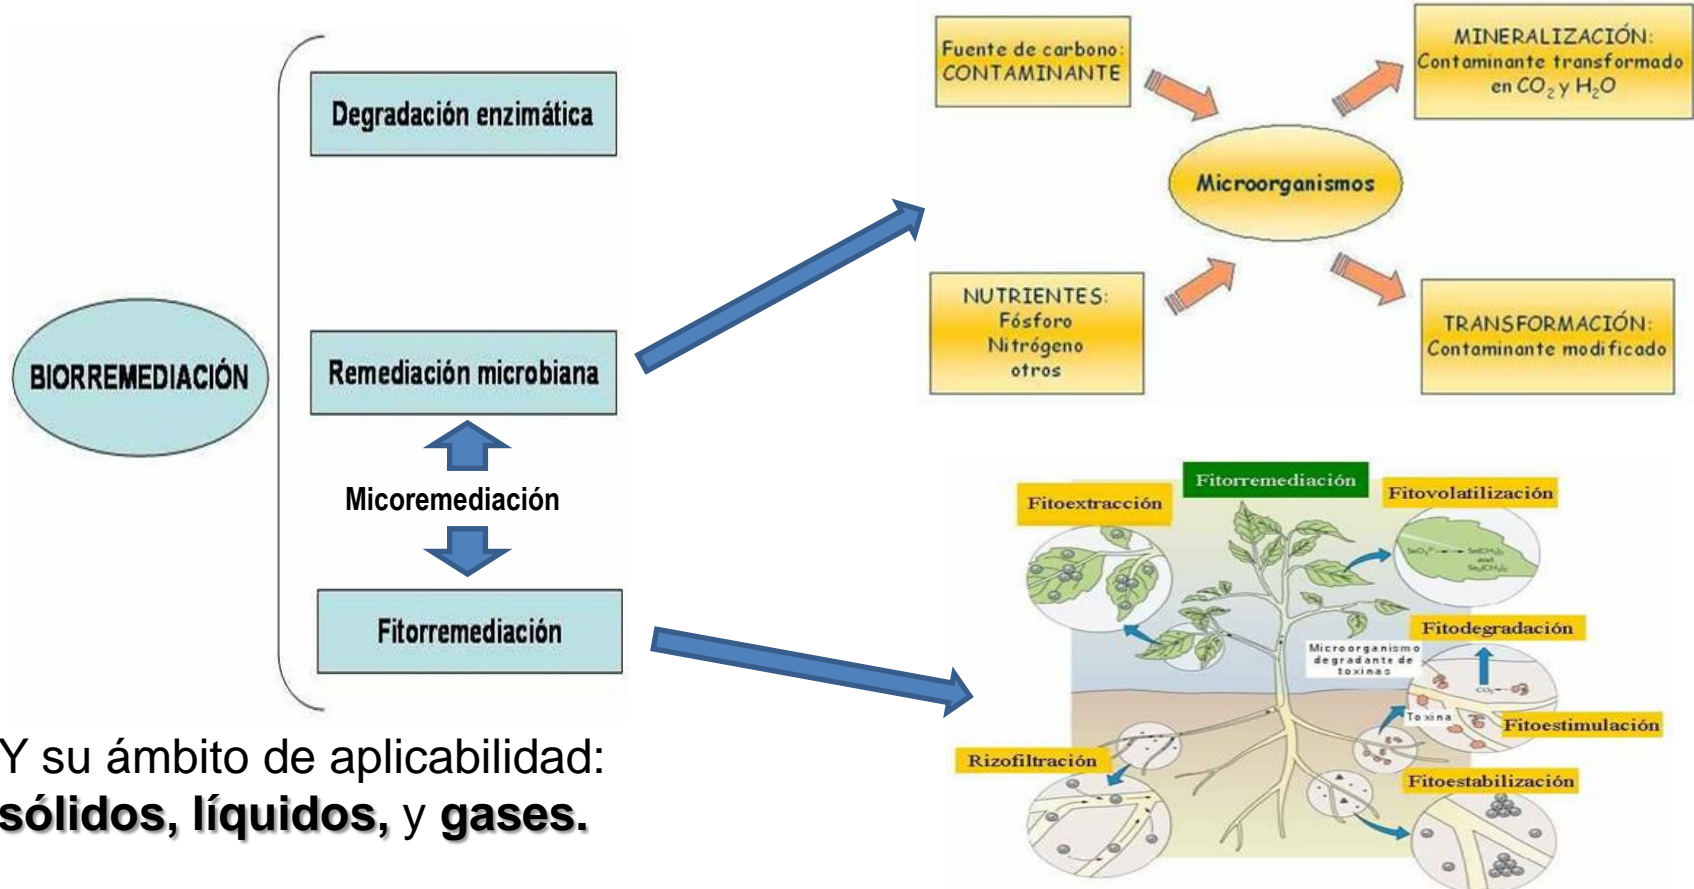 BIORREMEDIACIÓN
Degradación enzimática
Remediación microbiana
Micoremediación
Fitorremediación
Y su ámbito de aplicabilidad:
sólidos, líquidos, y gases.
Fuente de carbono:
CONTAMINANTE
MINERALIZACIÓN:
Contaminante transformado
en CO₂ y H₂O
Microorganismos
NUTRIENTES:
Fósforo
Nitrógeno
otros
TRANSFORMACIÓN:
Contaminante modificado
Fitorremediación
Fitoextracción
Fitovolatilización
and
Fitodegradación
Microorganismo
degradante de
toxinas
CO₂
Toxina
Fitoestimulación
Rizofiltración
Fitoestabilización